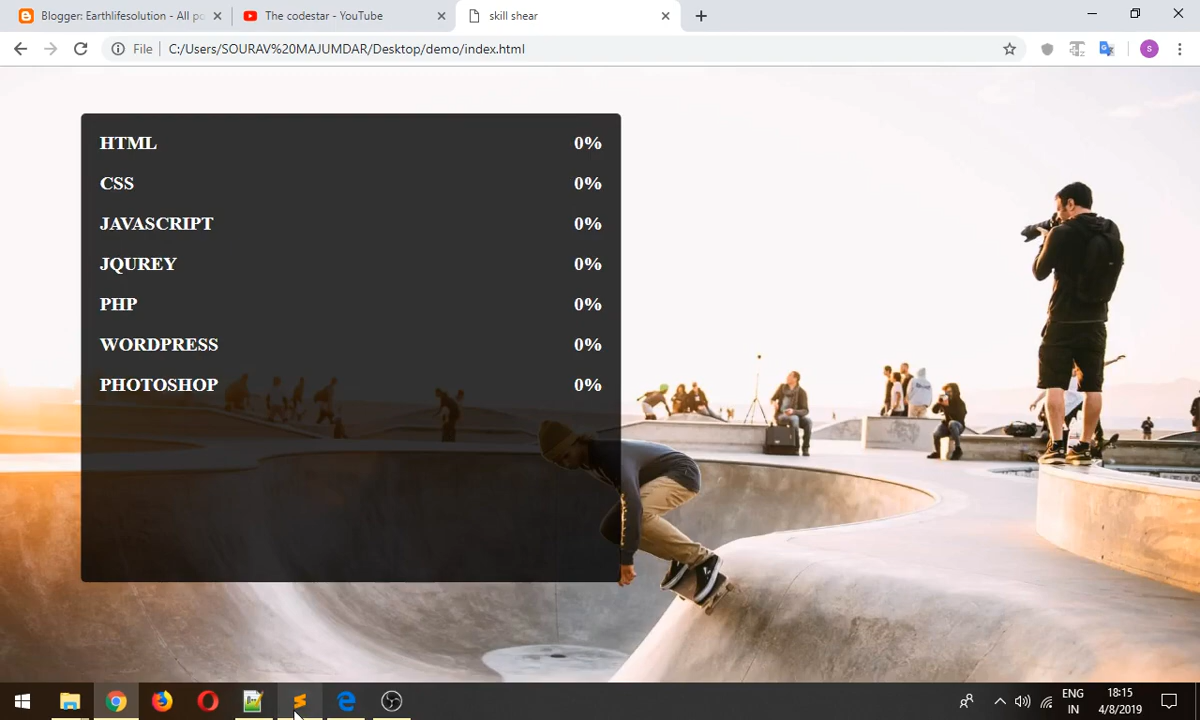 Blogger: Earthlifesolution - All po
The codestar - YouTube
skill shear
File
C:/Users/SOURAV%20MAJUMDAR/Desktop/demo/index.html
S
HTML 0%
CSS 0%
JAVASCRIPT 0%
JQUREY 0%
PHP 0%
WORDPRESS 0%
PHOTOSHOP 0%
ENG 18:15
IN 4/8/2019